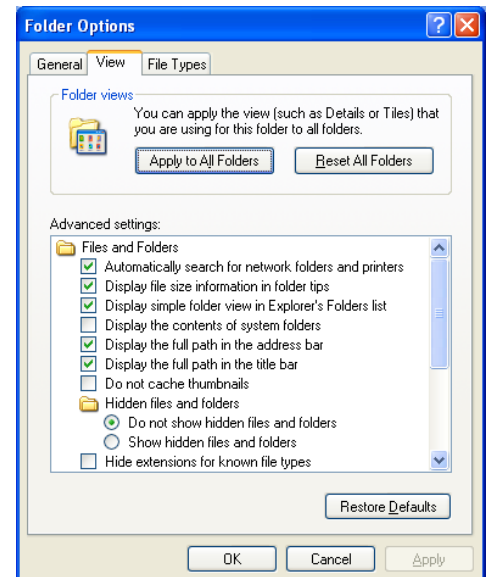 Folder Options
General View File Types
Folder views
You can apply the view (such as Details or Tiles) that
you are using for this folder to all folders.
Apply to All Folders Reset All Folders
Advanced settings:
Files and Folders
Automatically search for network folders and printers
Display file size information in folder tips
Display simple folder view in Explorer's Folders list
Display the contents of system folders
Display the full path in the address bar
Display the full path in the title bar
Do not cache thumbnails
Hidden files and folders
Do not show hidden files and folders
Show hidden files and folders
Hide extensions for known file types
Restore Defaults
OK Cancel Apply